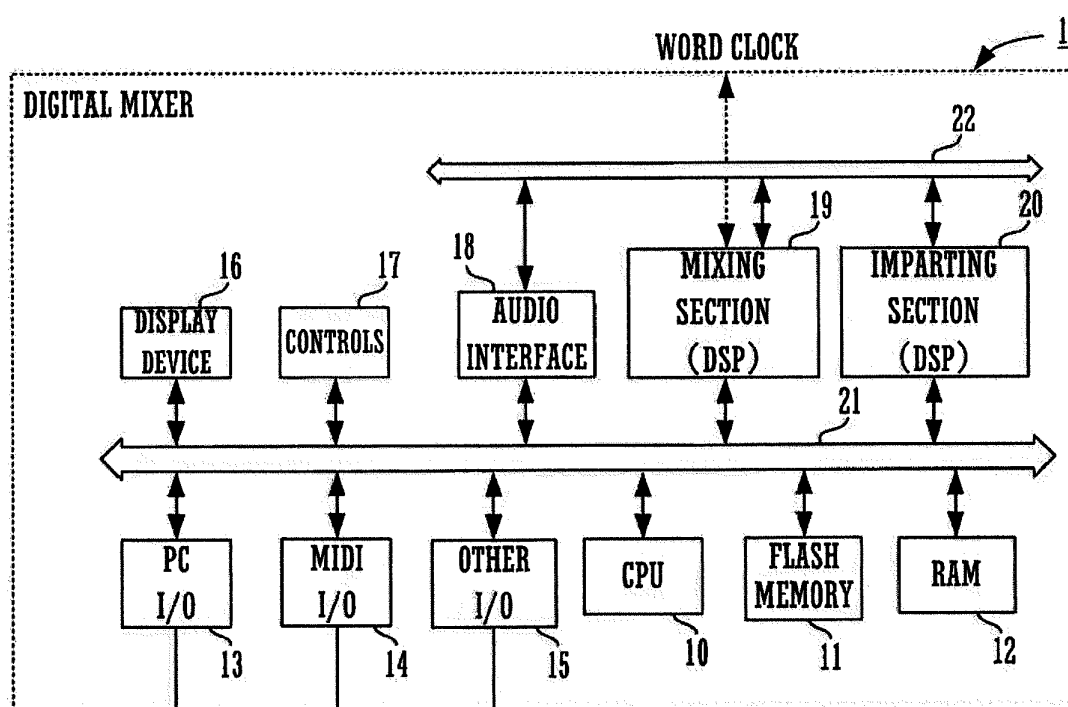 WORD CLOCK
1
DIGITAL MIXER
22
19
20
18
16
17
MIXING
SECTION
(DSP)
IMPARTING
SECTION
(DSP)
AUDIO
INTERFACE
DISPLAY
DEVICE
CONTROLS
21
PC
I/O
MIDI
I/O
OTHER
I/O
CPU
FLASH
MEMORY
RAM
13
14
15
10
11
12